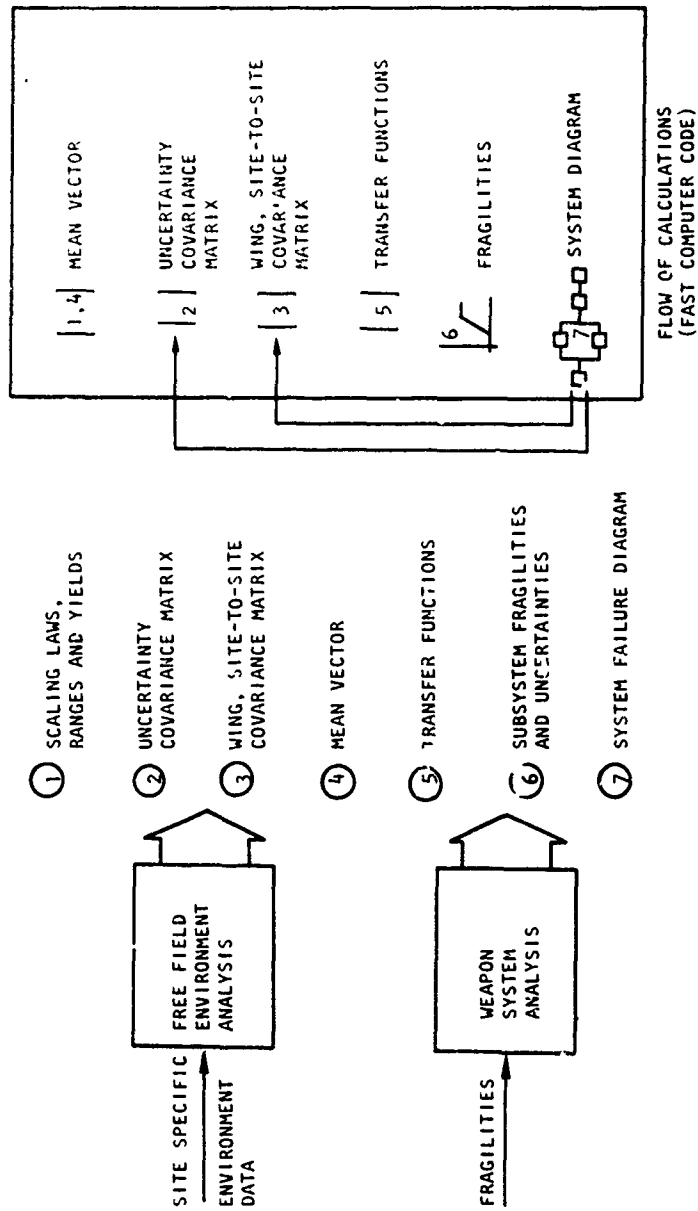 SITE SPECIFIC
ENVIRONMENT
DATA
FREE FIELD
ENVIRONMENT
ANALYSIS
FRAGILITIES
WEAPON
SYSTEM
ANALYSIS
1 SCALING LAWS,
RANGES AND YIELDS
2 UNCERTAINTY
COVARIANCE MATRIX
3 WING, SITE-TO-SITE
COVARIANCE MATRIX
4 MEAN VECTOR
5 TRANSFER FUNCTIONS
6 SUBSYSTEM FRAGILITIES
AND UNCERTAINTIES
7 SYSTEM FAILURE DIAGRAM
|1,4| MEAN VECTOR
|2| UNCERTAINTY
COVARIANCE
MATRIX
|3| WING, SITE-TO-SITE
COVAR'ANCE
MATRIX
|5| TRANSFER FUNCTIONS
6 FRAGILITIES
7 SYSTEM DIAGRAM
FLOW OF CALCULATIONS
(FAST COMPUTER CODE)